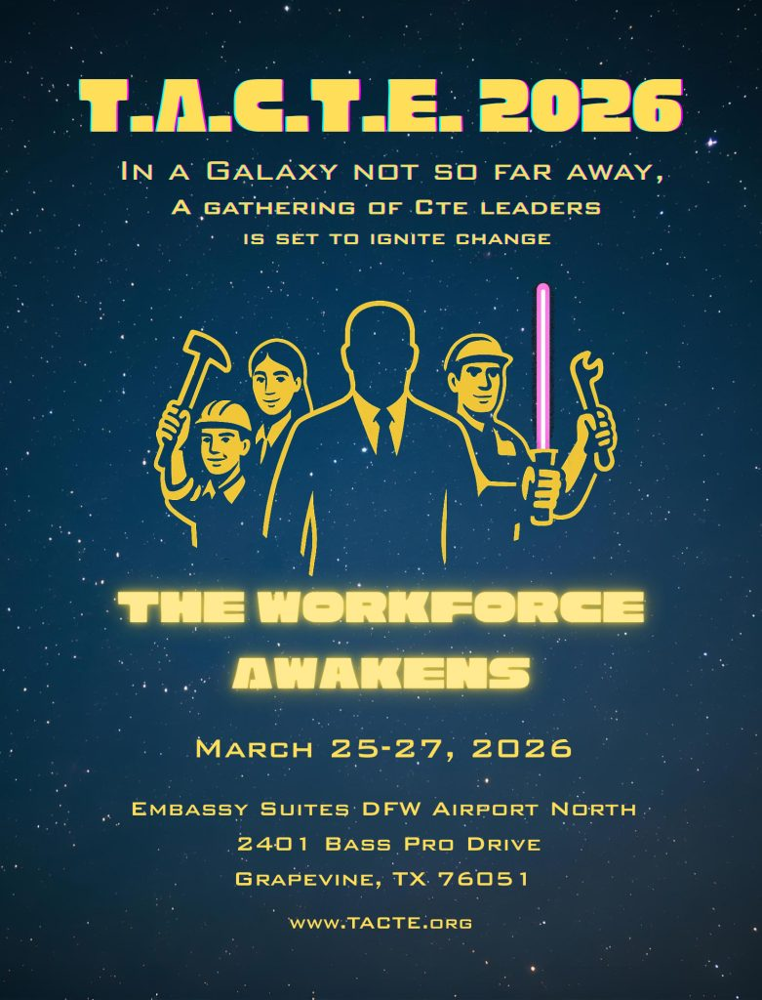 T.A.C.T.E. 2026
In a Galaxy not so far away,
A gathering of Cte leaders
is set to ignite change
THE WORKFORCE
AWAKENS
March 25-27, 2026
Embassy Suites DFW Airport North
2401 Bass Pro Drive
Grapevine, TX 76051
www.TACTE.org